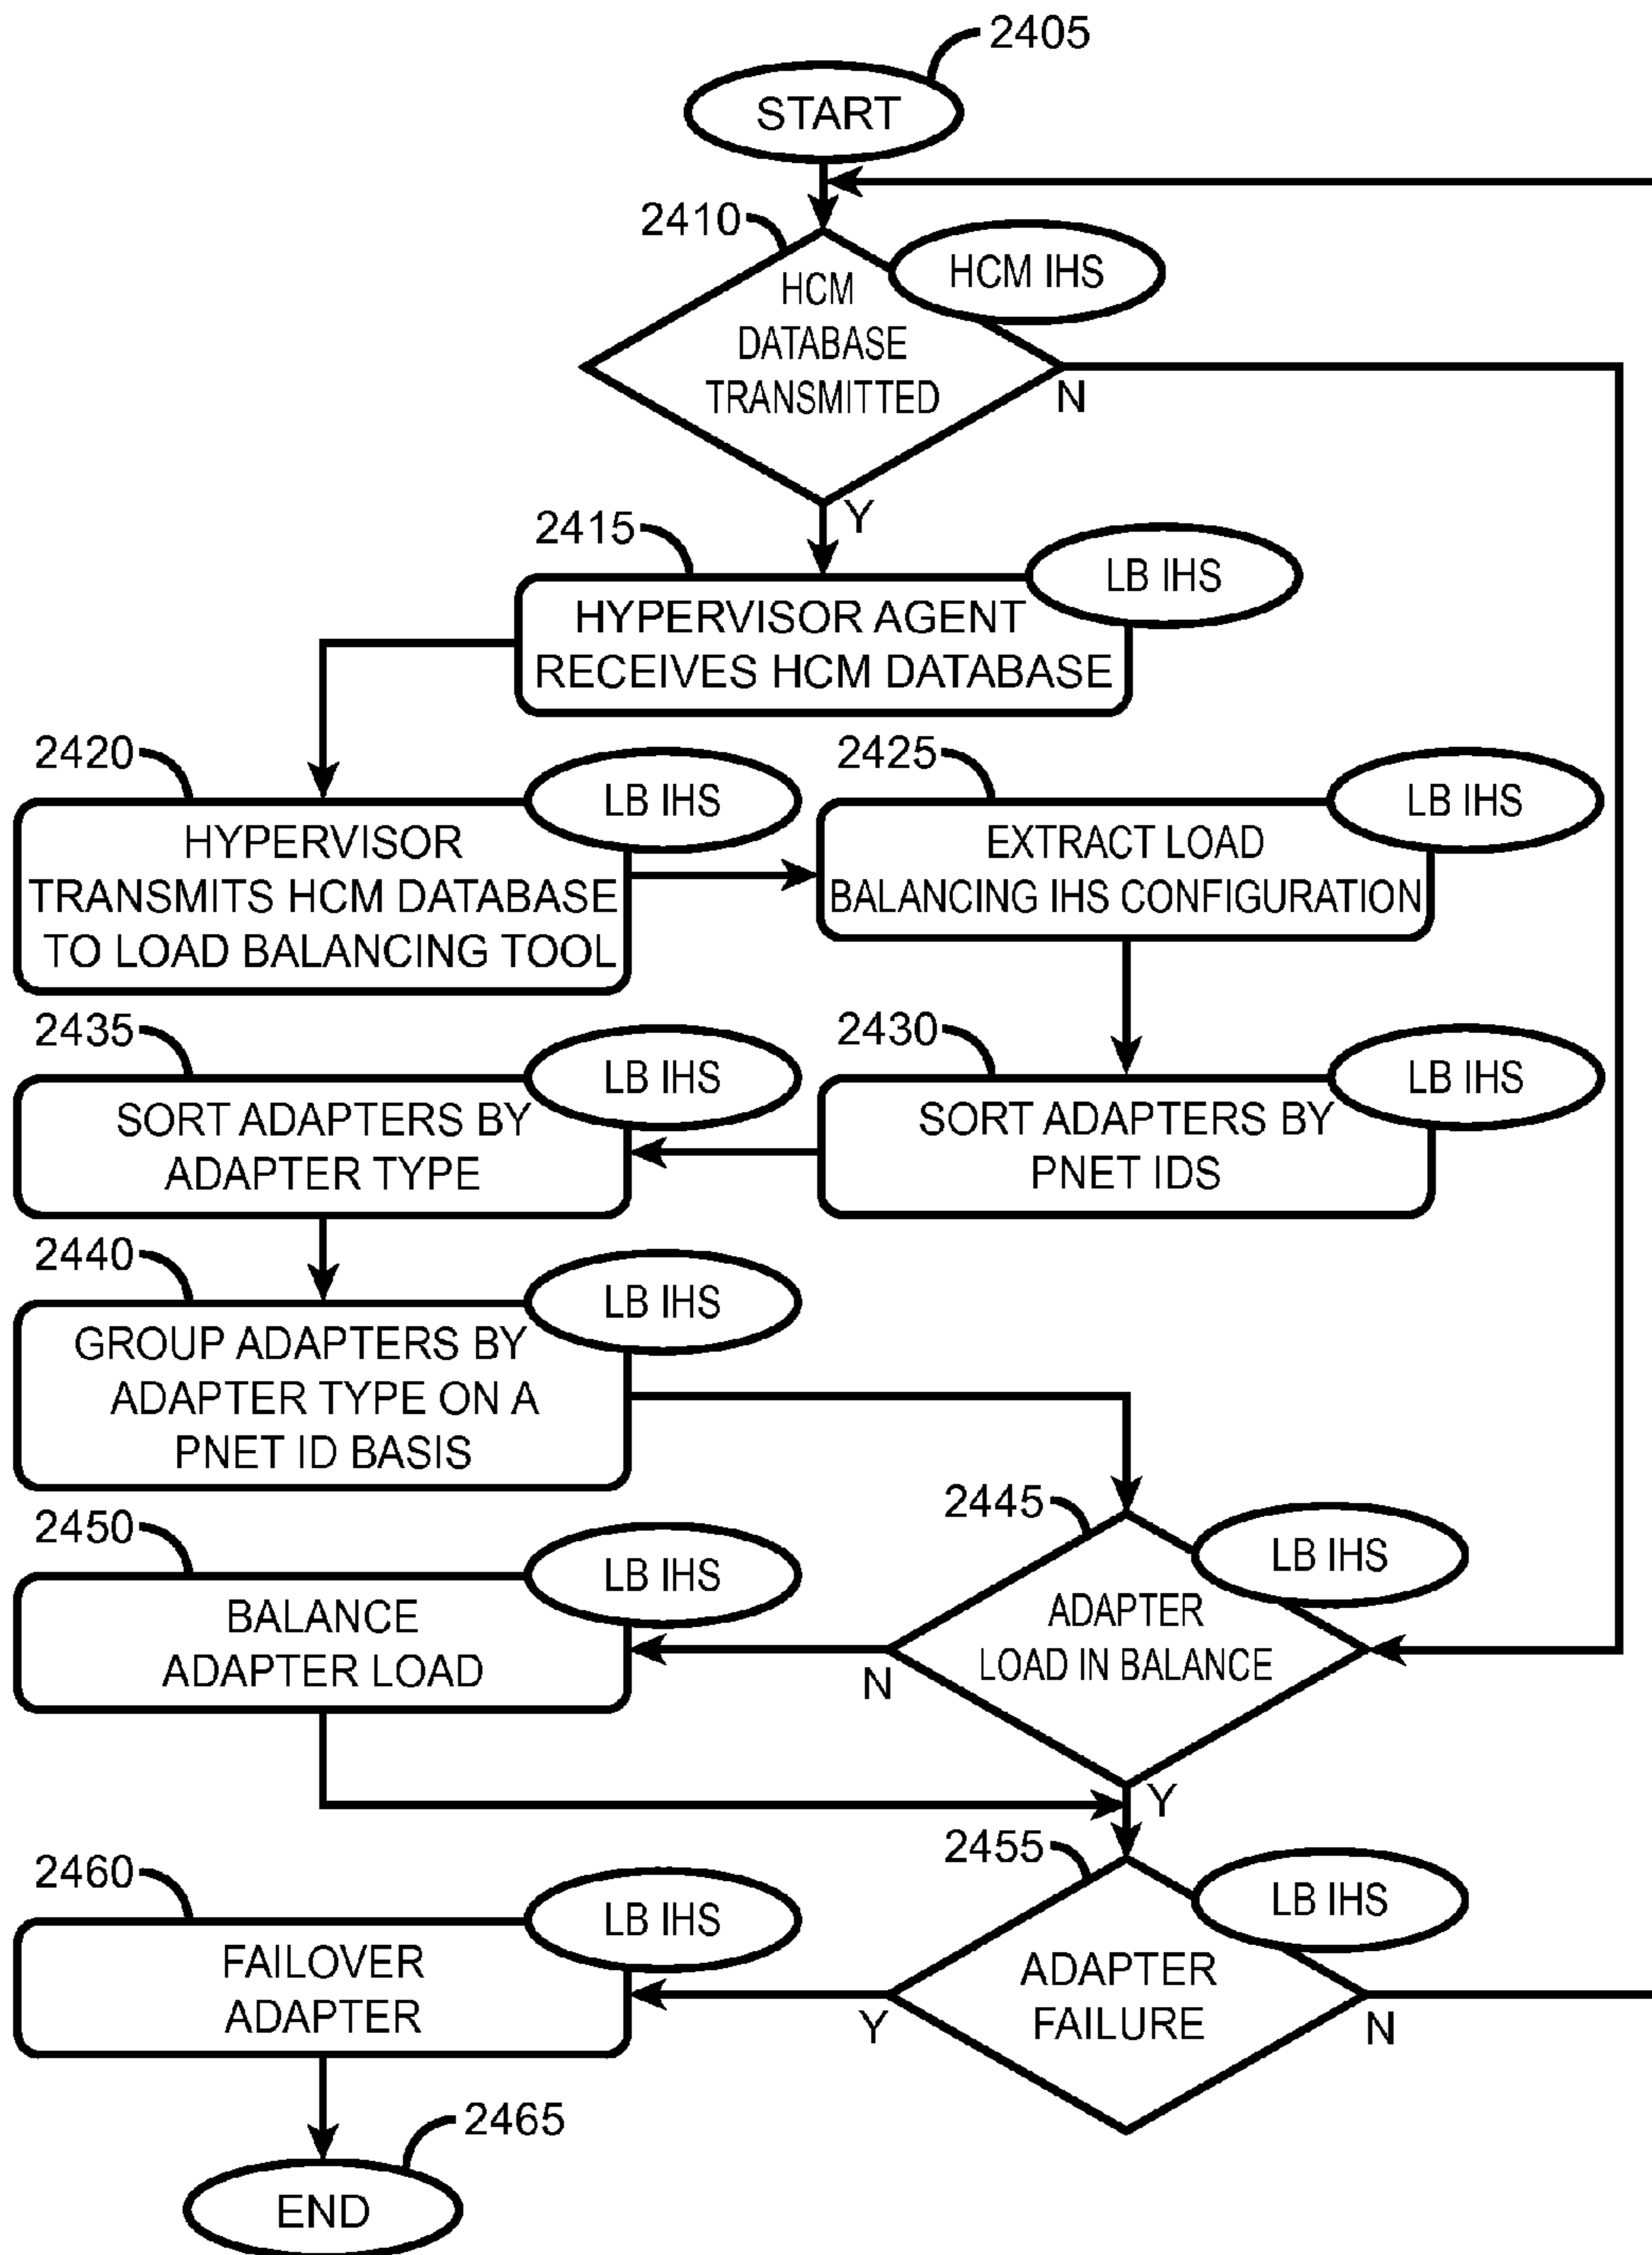 2405
START
2410
HCM IHS
HCM
DATABASE
TRANSMITTED
N
Y
2415
LB IHS
HYPERVISOR AGENT
RECEIVES HCM DATABASE
2420
LB IHS
HYPERVISOR
TRANSMITS HCM DATABASE
TO LOAD BALANCING TOOL
2425
LB IHS
EXTRACT LOAD
BALANCING IHS CONFIGURATION
2435
LB IHS
SORT ADAPTERS BY
ADAPTER TYPE
2430
LB IHS
SORT ADAPTERS BY
PNET IDS
2440
LB IHS
GROUP ADAPTERS BY
ADAPTER TYPE ON A
PNET ID BASIS
2445
LB IHS
ADAPTER
LOAD IN BALANCE
N
Y
2450
LB IHS
BALANCE
ADAPTER LOAD
2455
LB IHS
ADAPTER
FAILURE
Y
N
2460
LB IHS
FAILOVER
ADAPTER
2465
END